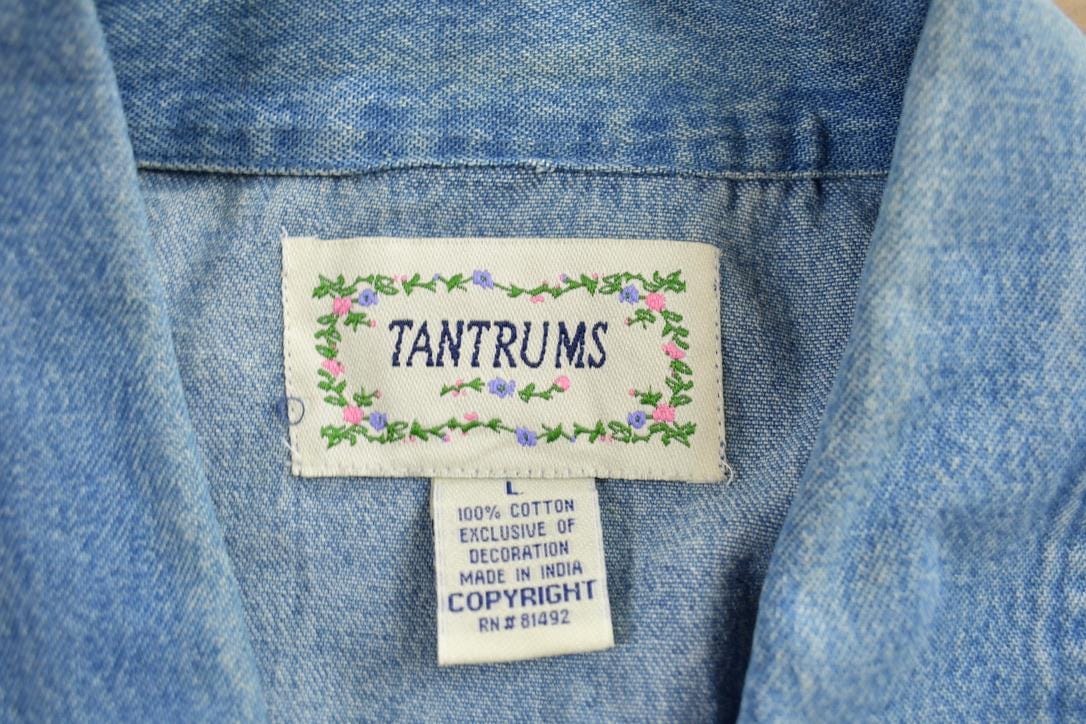 TANTRUMS
L
100% COTTON
EXCLUSIVE OF
DECORATION
MADE IN INDIA
COPYRIGHT
RN # 81492